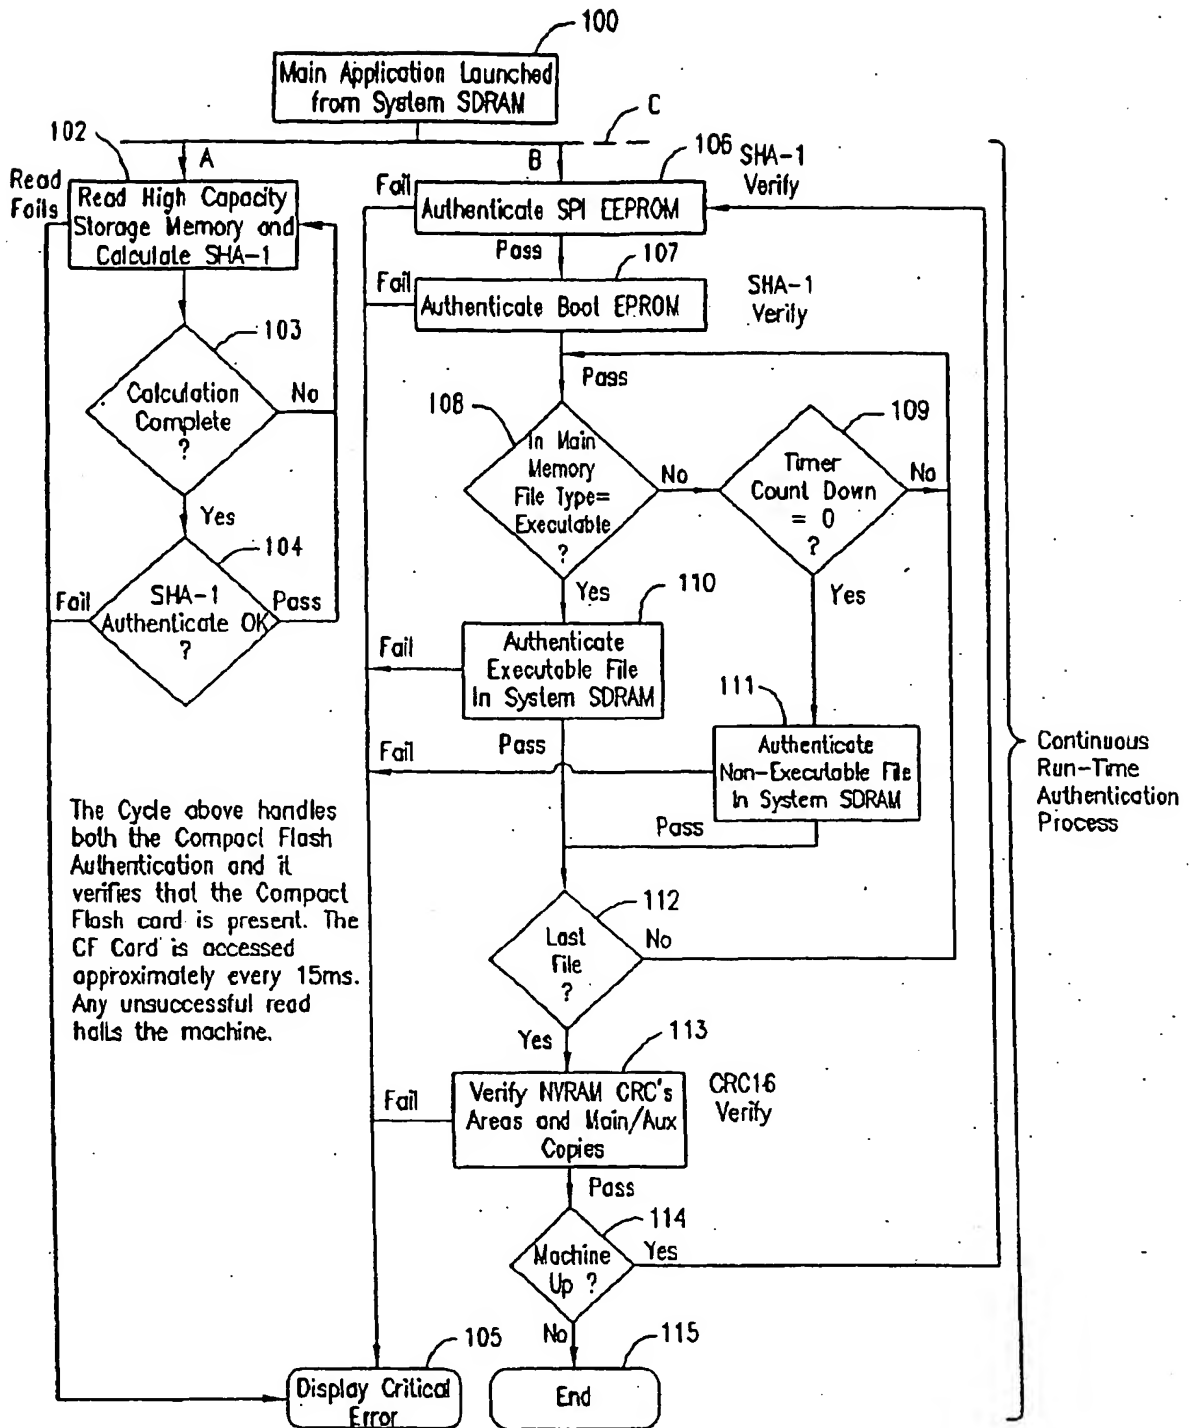 100
Main Application Launched
from System SDRAM
C
102
A
B
106
SHA-1
Verify
Read
Fails
Read High Capacity
Storage Memory and
Calculate SHA-1
Fail
Authenticate SPI EEPROM
Pass
107
Fail
Authenticate Boot EPROM
SHA-1
Verify
103
Calculation
Complete
?
No
Pass
108
In Main
Memory
File Type=
Executable
?
No
109
Timer
Count Down
= 0
?
No
Yes
104
SHA-1
Authenticate OK
?
Fail
Pass
Yes
110
Yes
Fail
Authenticate
Executable File
In System SDRAM
111
Pass
Fail
Authenticate
Non-Executable File
In System SDRAM
Pass
Continuous
Run-Time
Authentication
Process
The Cycle above handles
both the Compact Flash
Authentication and it
verifies that the Compact
Flash card is present. The
CF Card is accessed
approximately every 15ms.
Any unsuccessful read
halls the machine.
112
Last
File
?
No
Yes
113
Fail
Verify NVRAM CRC's
Areas and Main/Aux
Copies
CRC16
Verify
Pass
114
Machine
Up ?
Yes
No
105
Display Critical
Error
115
End